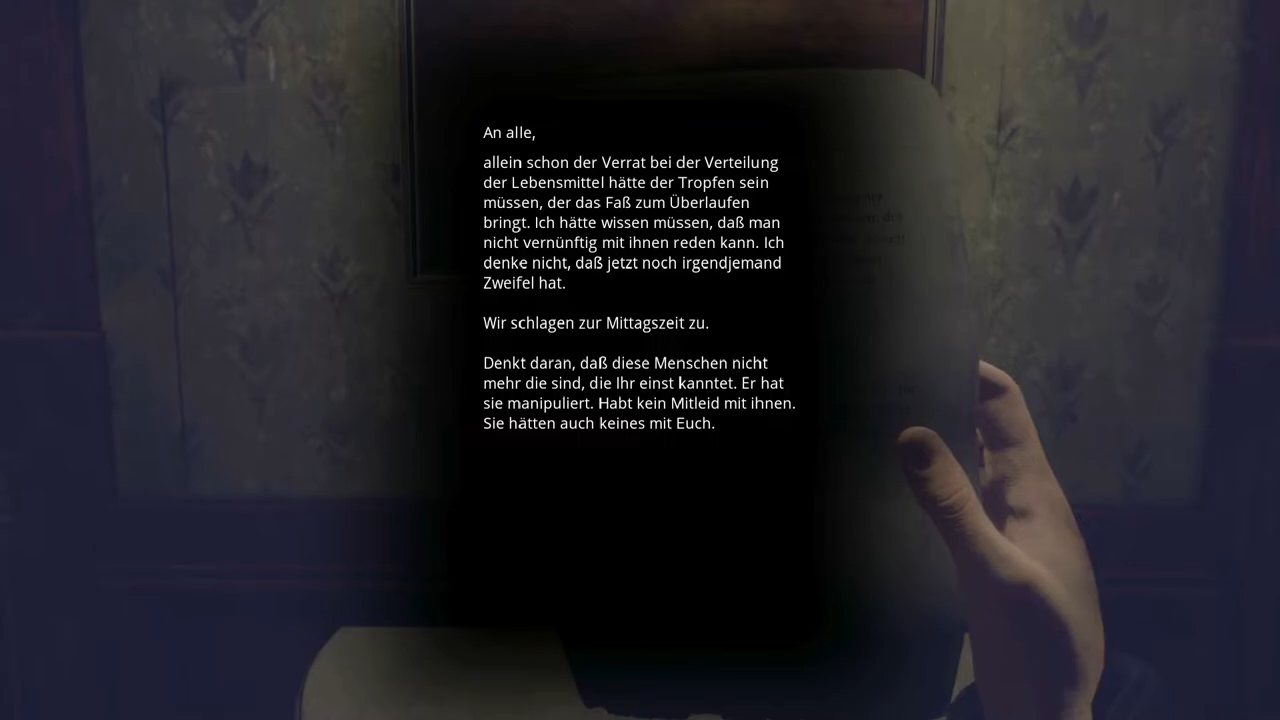 An alle,
allein schon der Verrat bei der Verteilung
der Lebensmittel hätte der Tropfen sein
müssen, der das Faß zum Überlaufen
bringt. Ich hätte wissen müssen, daß man
nicht vernünftig mit ihnen reden kann. Ich
denke nicht, daß jetzt noch irgendjemand
Zweifel hat.
Wir schlagen zur Mittagszeit zu.
Denkt daran, daß diese Menschen nicht
mehr die sind, die Ihr einst kanntet. Er hat
sie manipuliert. Habt kein Mitleid mit ihnen.
Sie hätten auch keines mit Euch.